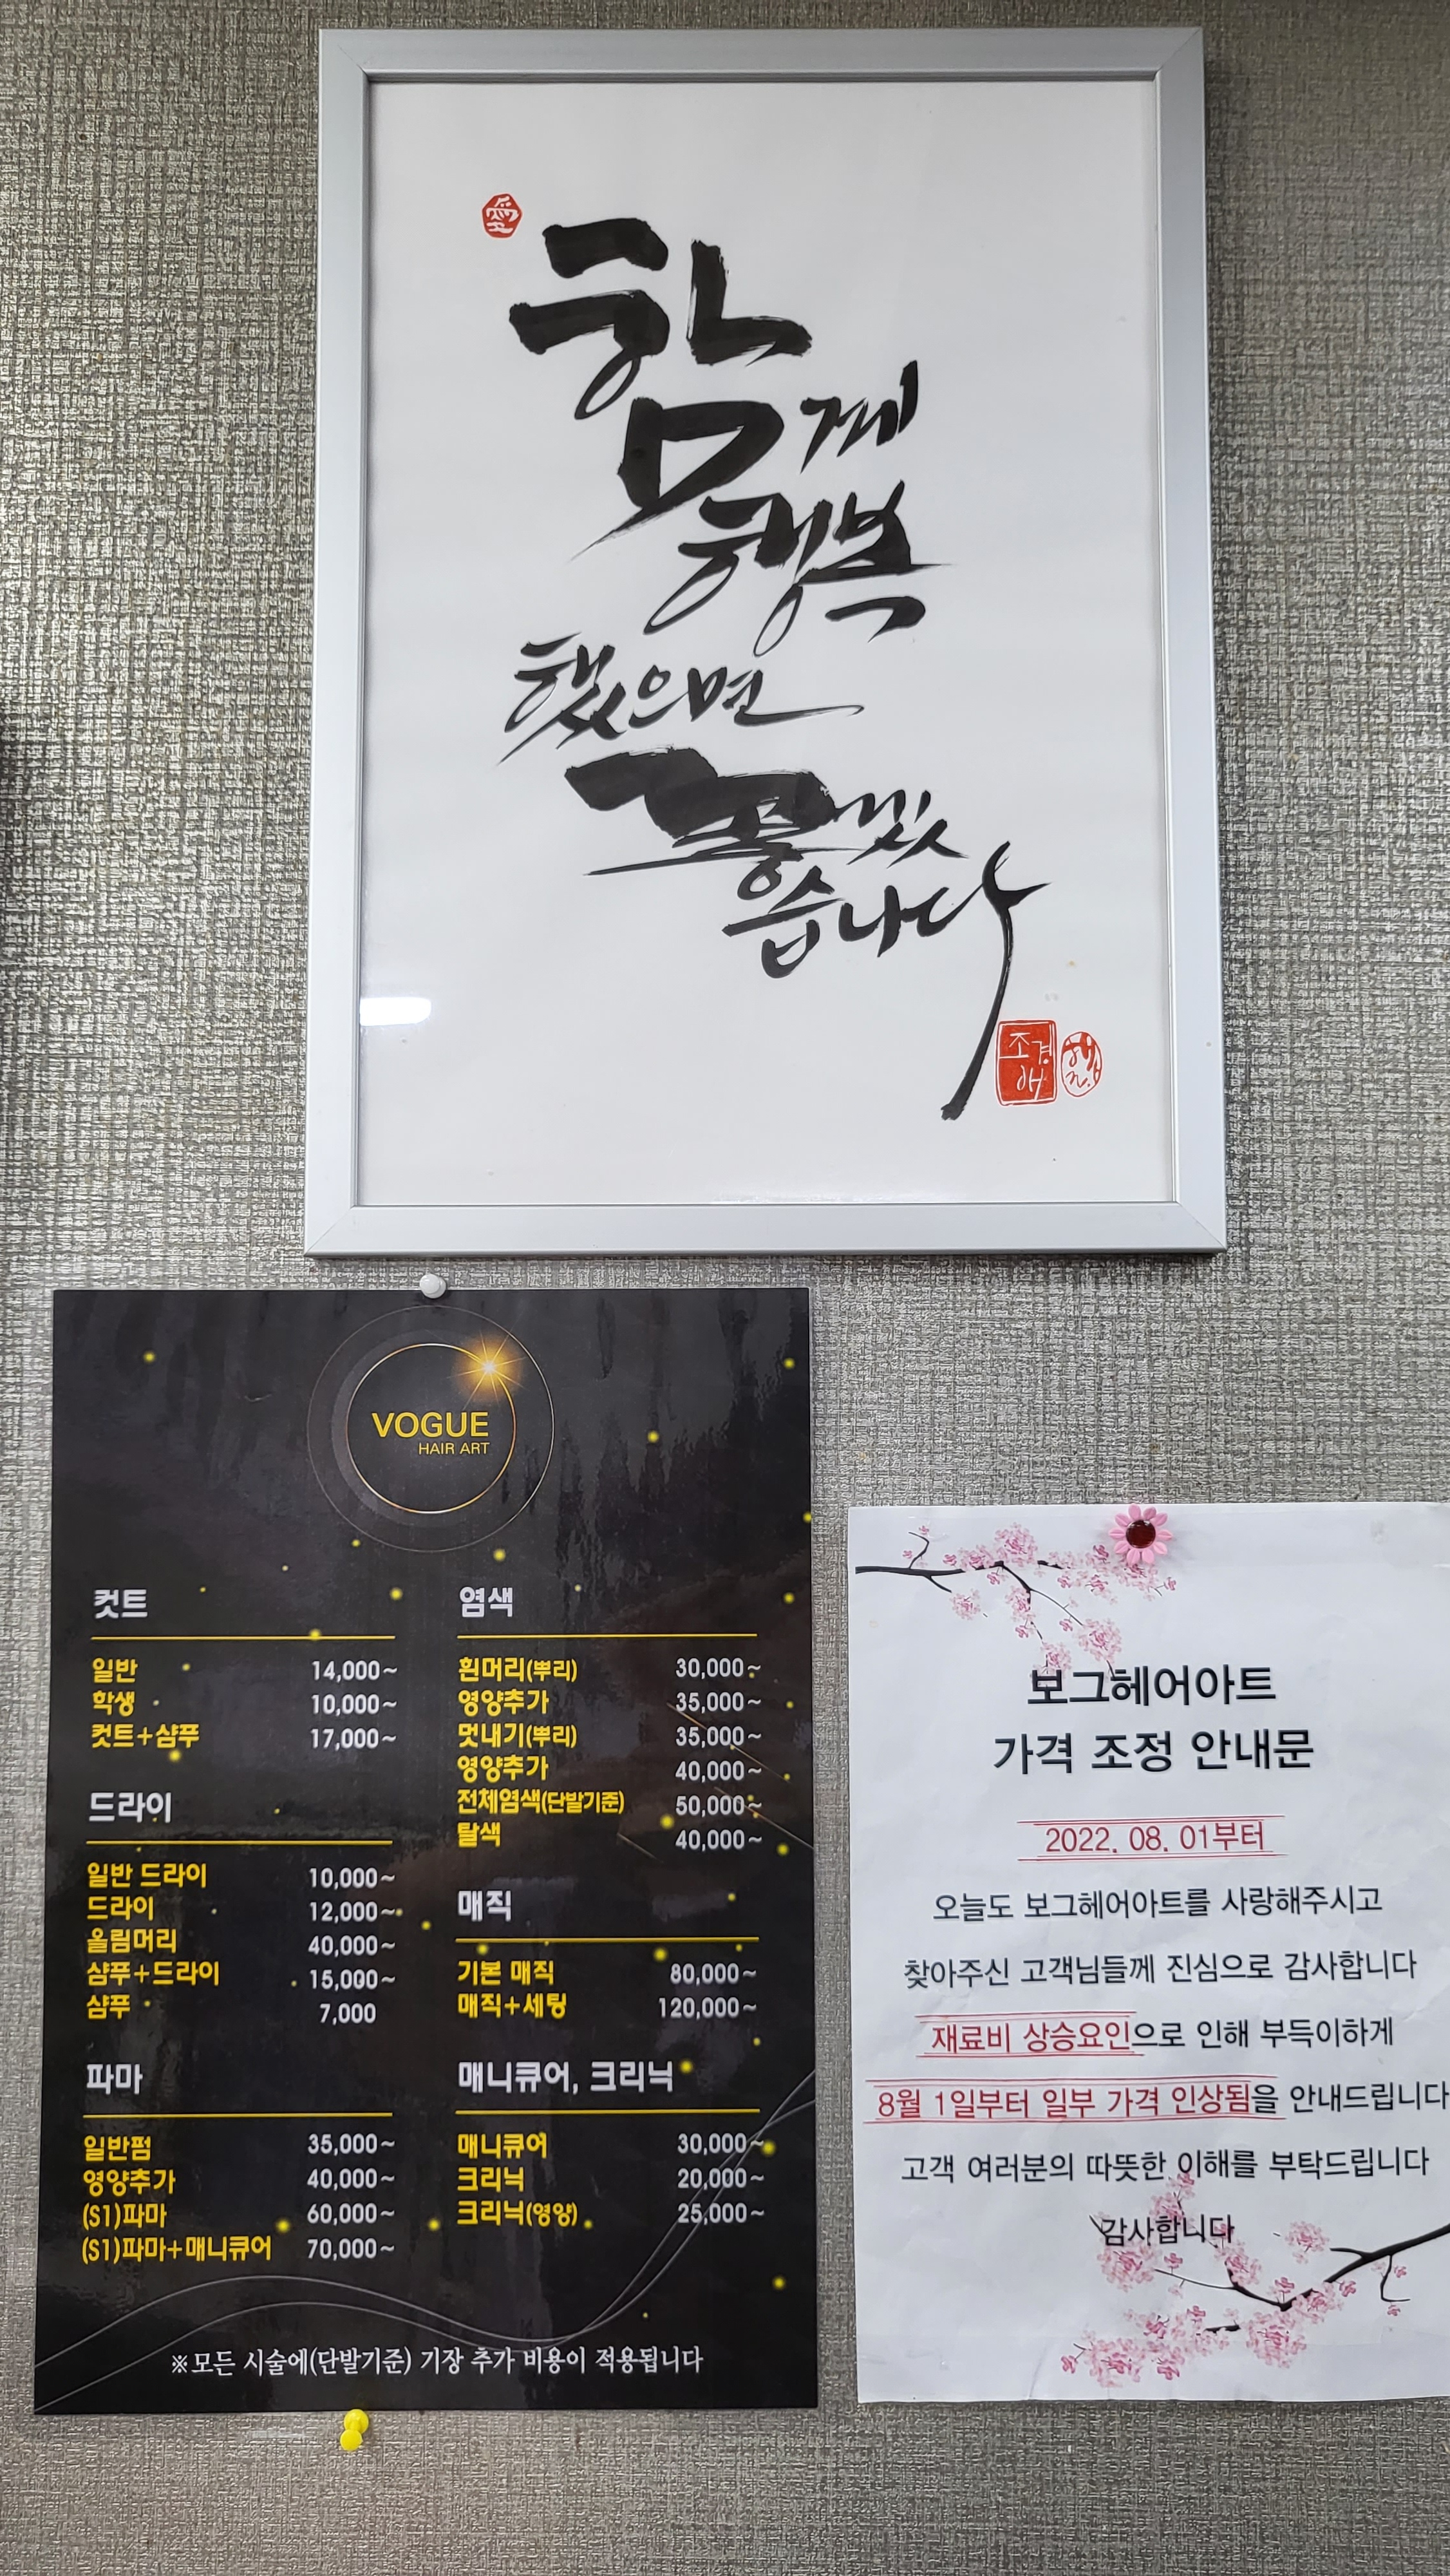 愛
함
께
행복
했으면
좋겠
습니다
조경
애
VOGUE
HAIR ART
컷트
일반 14,000~
학생 10,000~
컷트+샴푸 17,000~
드라이
일반 드라이 10,000~
드라이 12,000~
올림머리 40,000~
샴푸+드라이 15,000~
샴푸 7,000
파마
일반펌 35,000~
영양추가 40,000~
(S1)파마 60,000~
(S1)파마+매니큐어 70,000~
염색
흰머리(뿌리) 30,000~
영양추가 35,000~
멋내기(뿌리) 35,000~
영양추가 40,000~
전체염색(단발기준) 50,000~
탈색 40,000~
매직
기본 매직 80,000~
매직+세팅 120,000~
매니큐어, 크리닉
매니큐어 30,000~
크리닉 20,000~
크리닉(영양) 25,000~
※모든 시술에(단발기준) 기장 추가 비용이 적용됩니다
보그헤어아트
가격 조정 안내문
2022. 08. 01부터
오늘도 보그헤어아트를 사랑해주시고
찾아주신 고객님들께 진심으로 감사합니다
재료비 상승요인으로 인해 부득이하게
8월 1일부터 일부 가격 인상됨을 안내드립니다
고객 여러분의 따뜻한 이해를 부탁드립니다
감사합니다